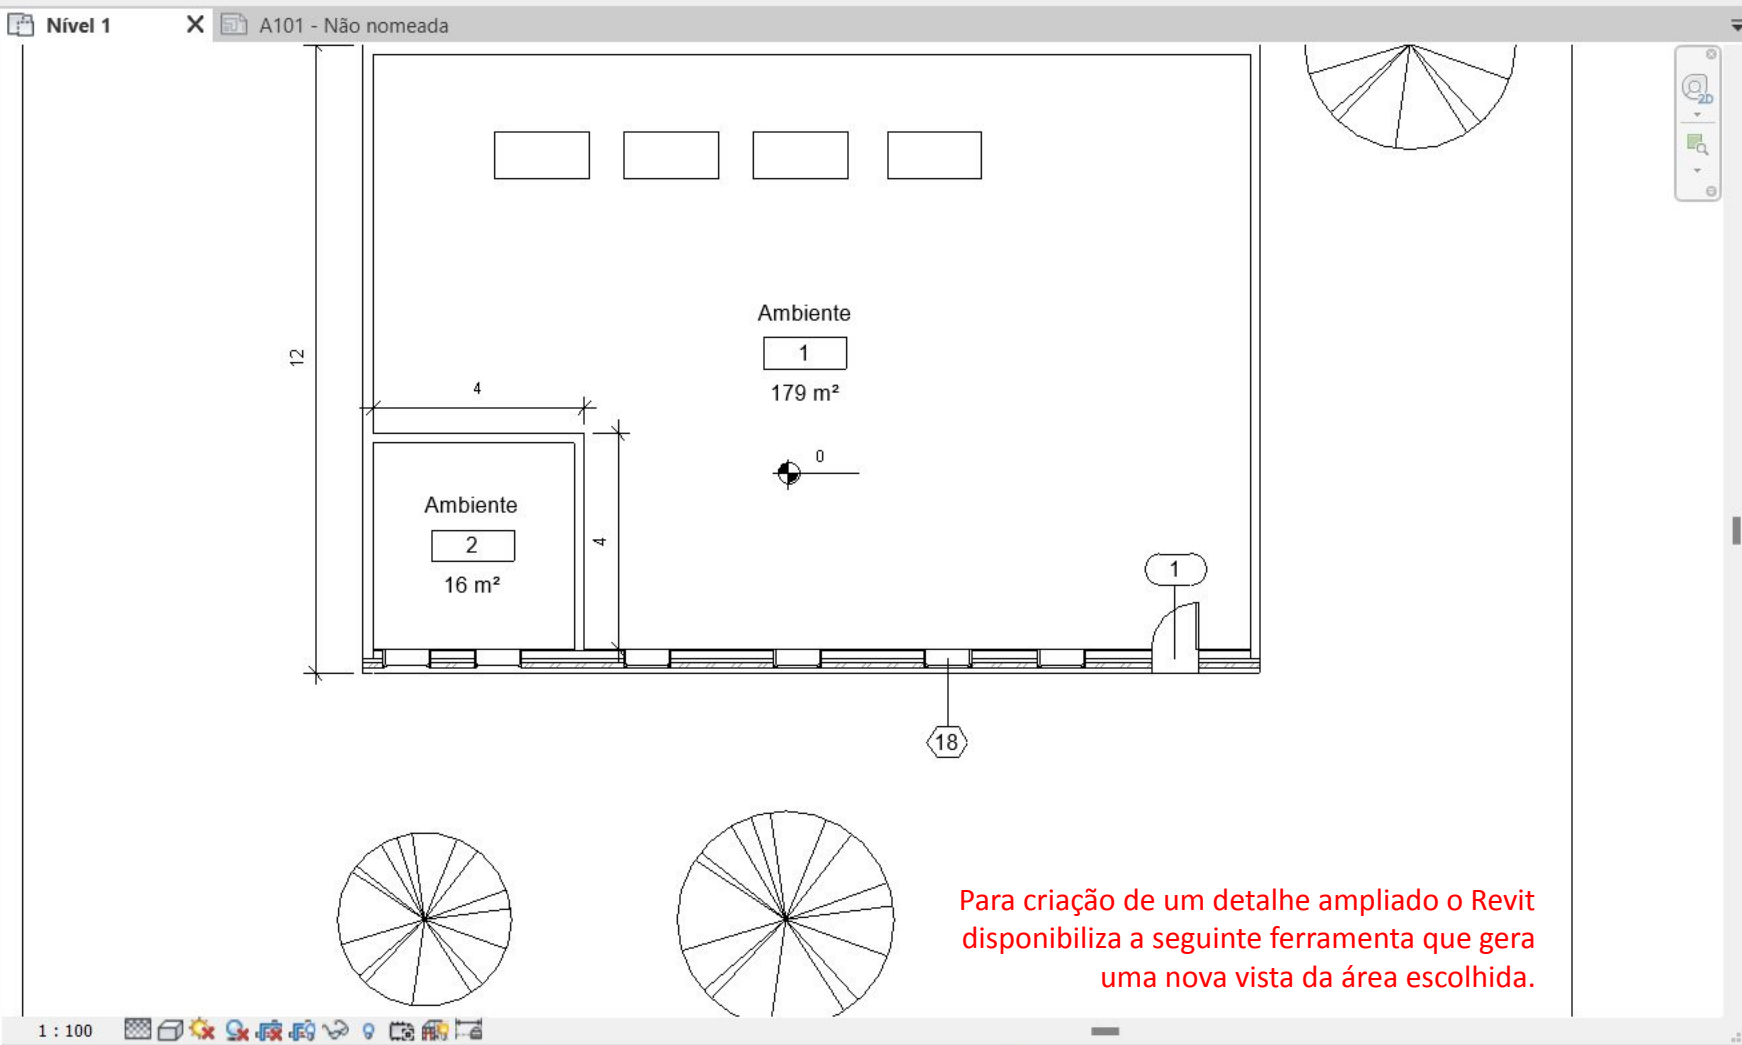 Nível 1
A101 - Não nomeada
2D
12
4
Ambiente
1
179 m²
0
Ambiente
2
16 m²
4
1
18
Para criação de um detalhe ampliado o Revit
disponibiliza a seguinte ferramenta que gera
uma nova vista da área escolhida.
1 : 100